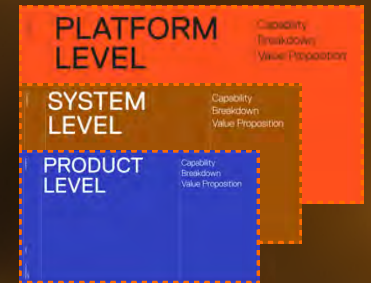 PLATFORM
LEVEL
Capability
Breakdown
Value Proposition
SYSTEM
LEVEL
Capability
Breakdown
Value Proposition
PRODUCT
LEVEL
Capability
Breakdown
Value Proposition